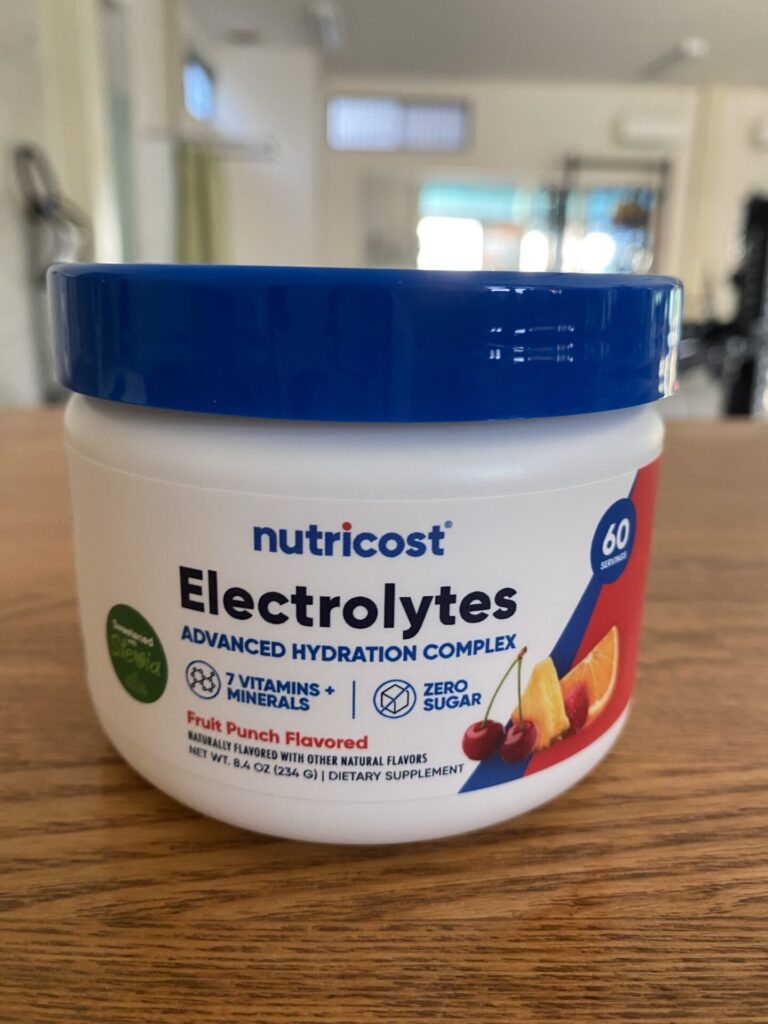 nutricost®
Electrolytes
ADVANCED HYDRATION COMPLEX
7 VITAMINS +
MINERALS
ZERO
SUGAR
Fruit Punch Flavored
NATURALLY FLAVORED WITH OTHER NATURAL FLAVORS
NET WT. 8.4 OZ (234 G) | DIETARY SUPPLEMENT
60
SERVINGS
Sweetened
with
Stevia